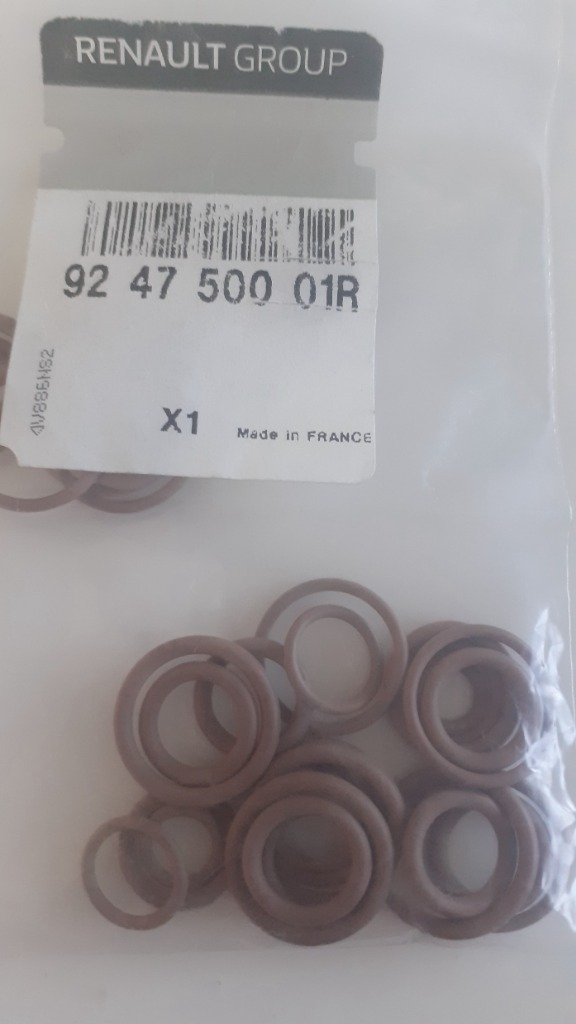 RENAULT GROUP
92 47 500 01R
X1
Made in FRANCE